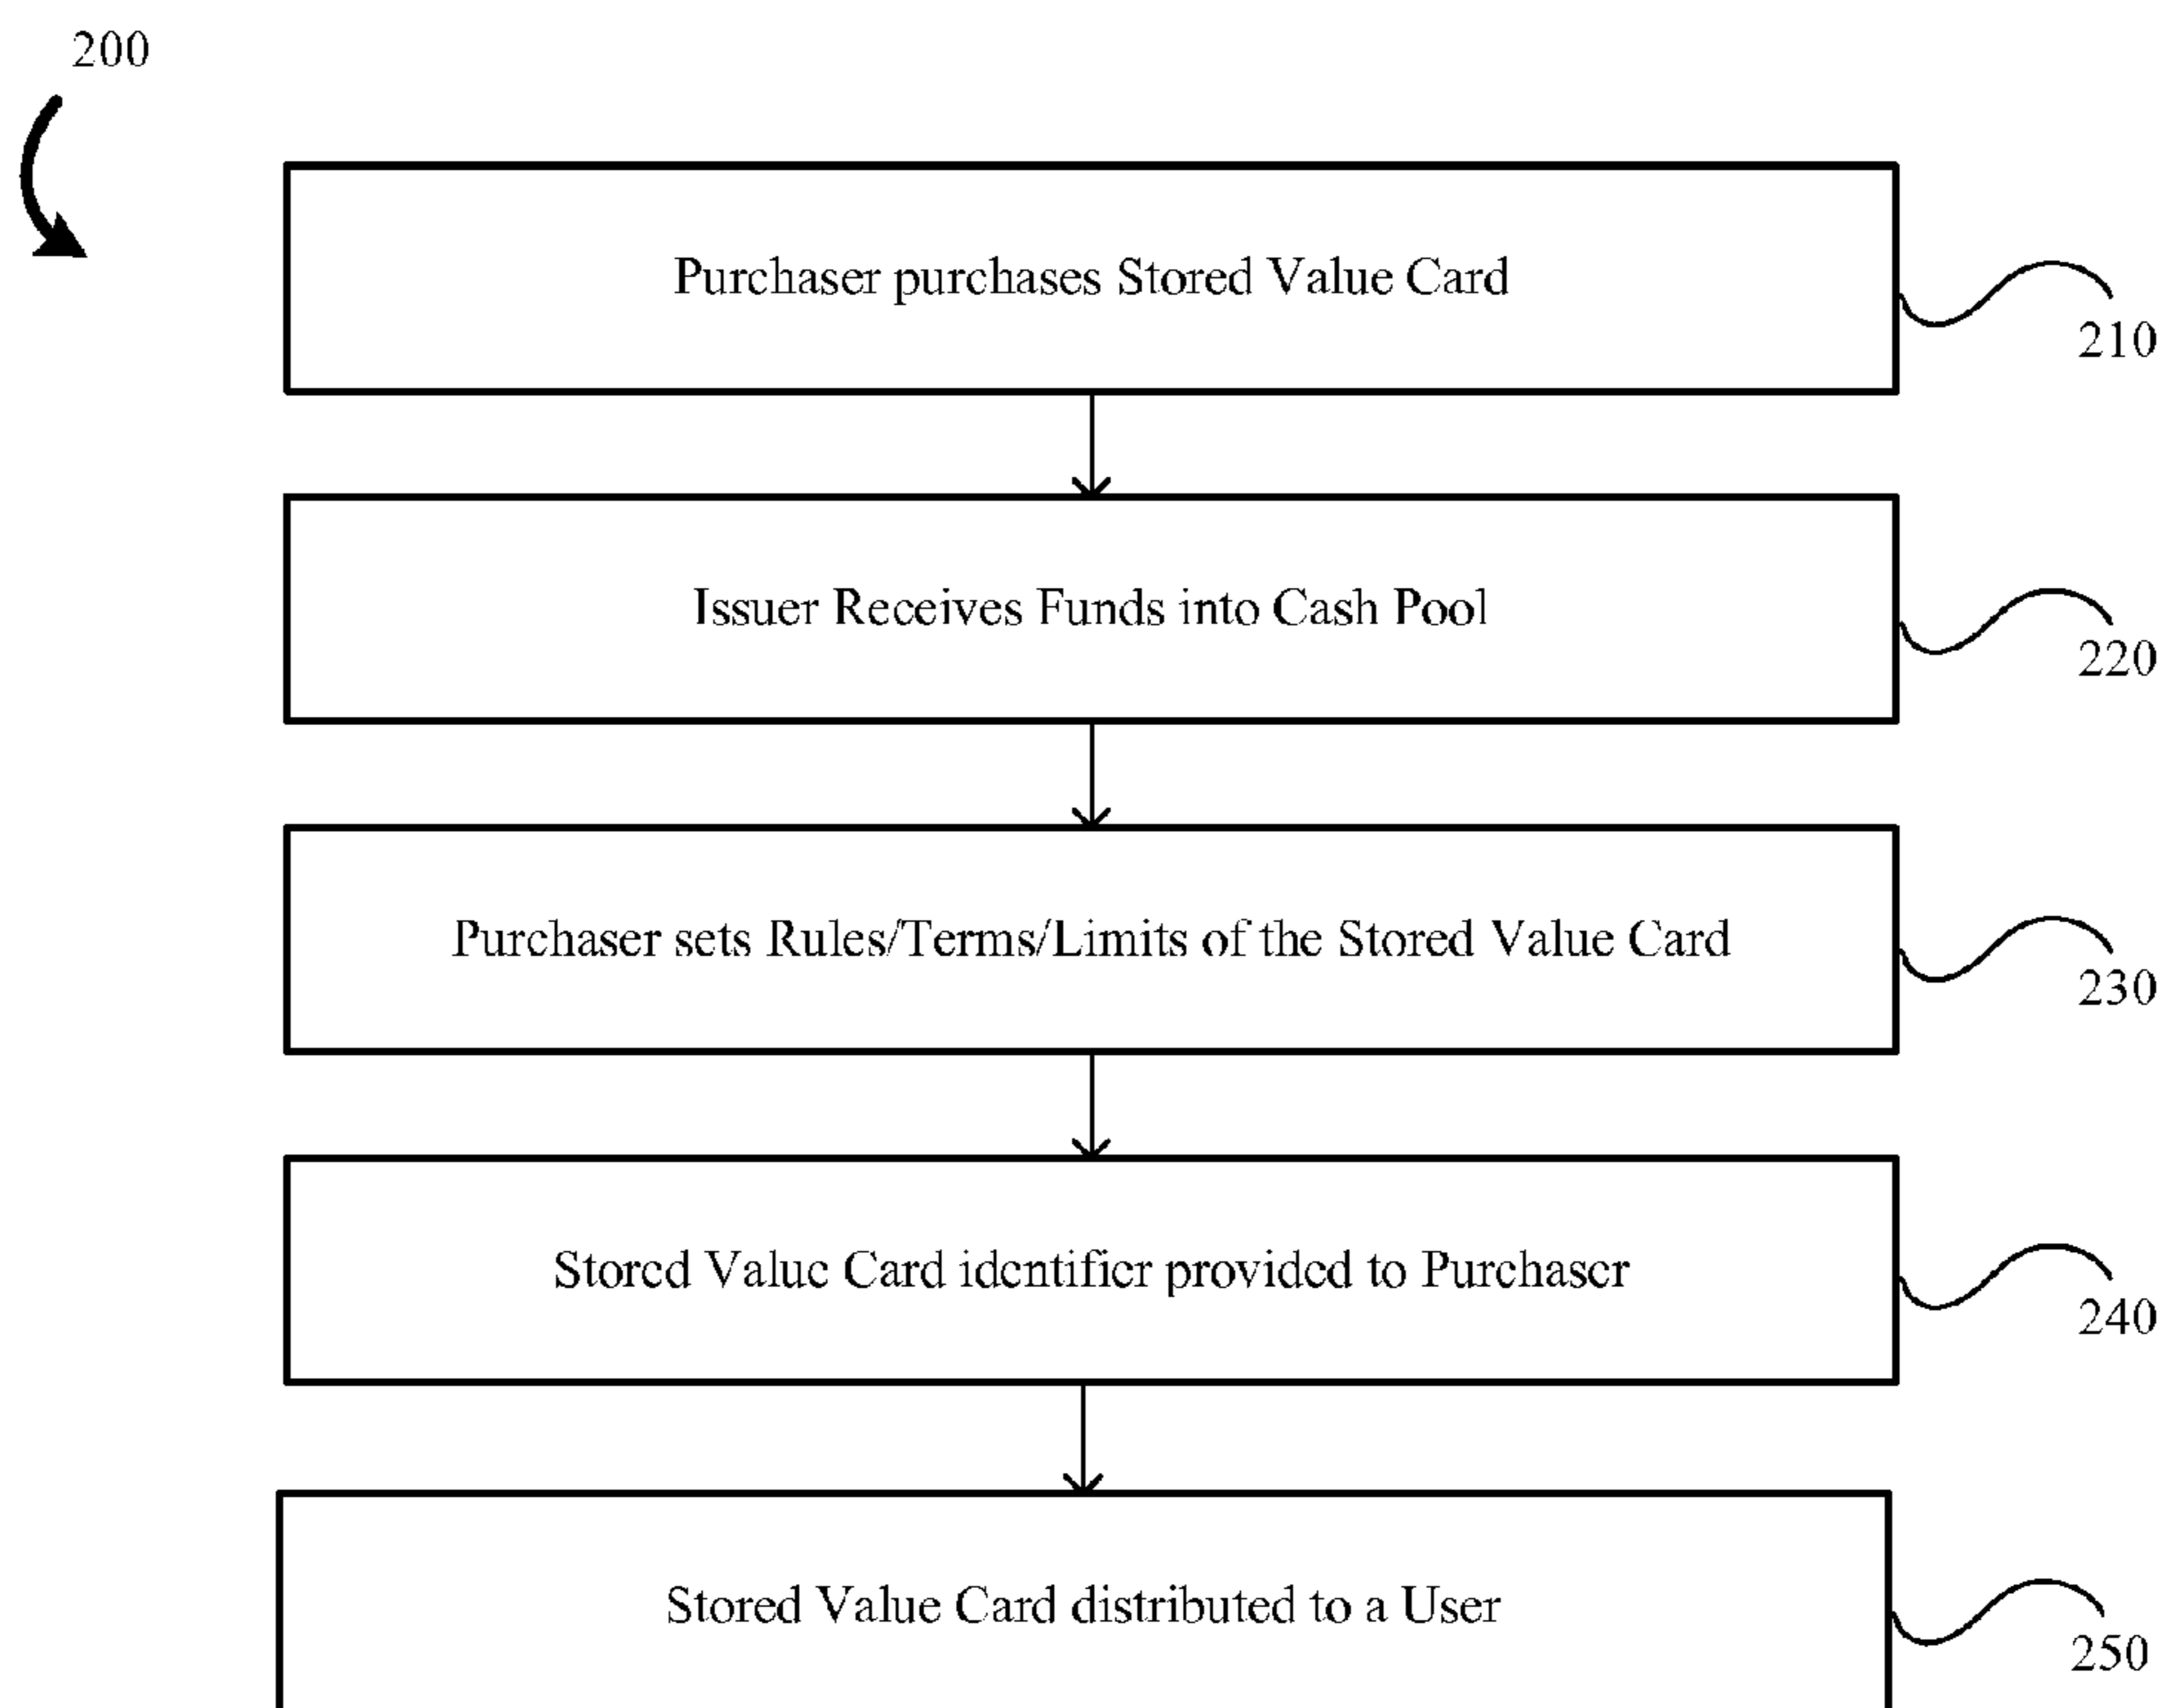 200
Purchaser purchases Stored Value Card
210
Issuer Receives Funds into Cash Pool
220
Purchaser sets Rules/Terms/Limits of the Stored Value Card
230
Stored Value Card identifier provided to Purchaser
240
Stored Value Card distributed to a User
250